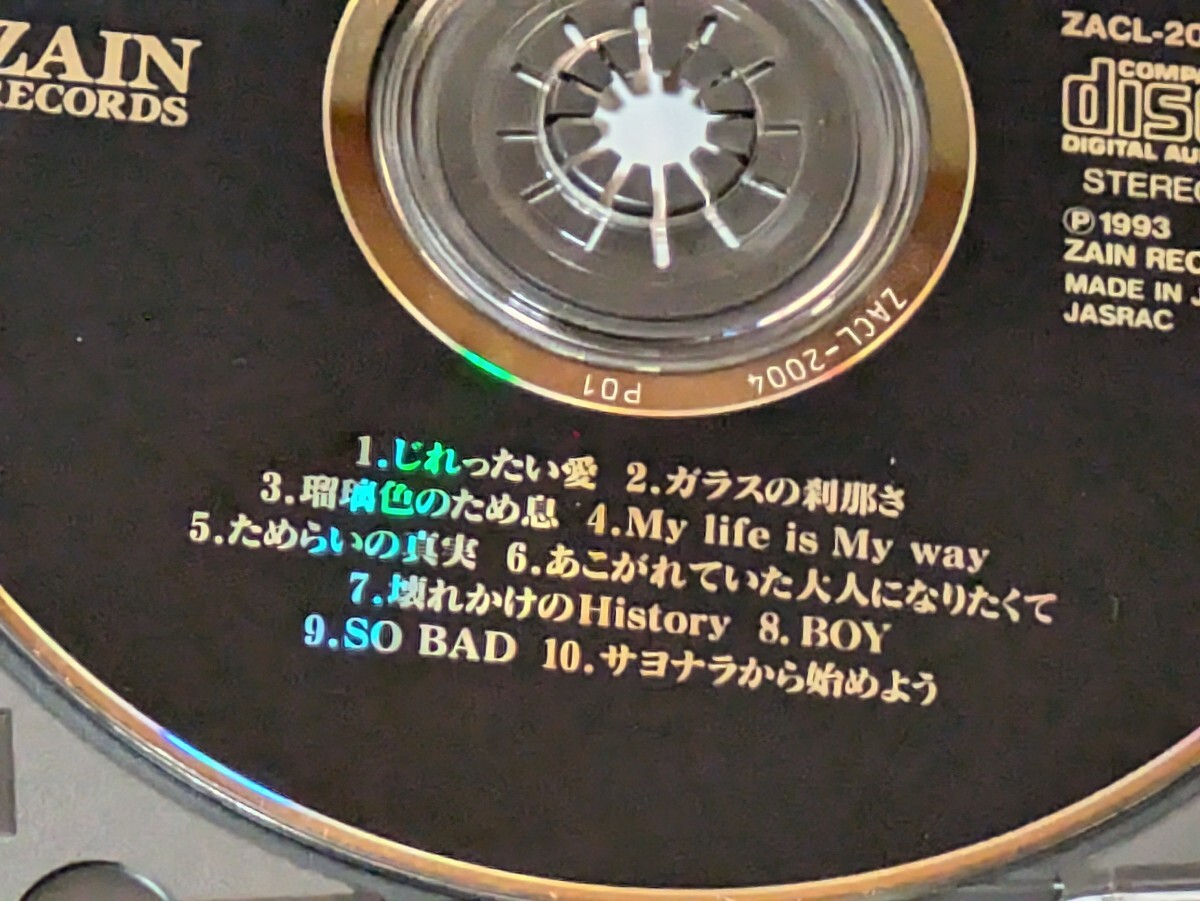 ZAIN
RECORDS
ZACL-20
COMPA
disc
DIGITAL AU
STEREO
Ⓟ1993
ZAIN REC
MADE IN J
JASRAC
ZACL-2004
P01
1.じれったい愛 2.ガラスの刹那さ
3.瑠璃色のため息 4.My life is My way
5.ためらいの真実 6.あこがれていた大人になりたくて
7.壊れかけのHistory 8.BOY
9.SO BAD 10.サヨナラから始めよう